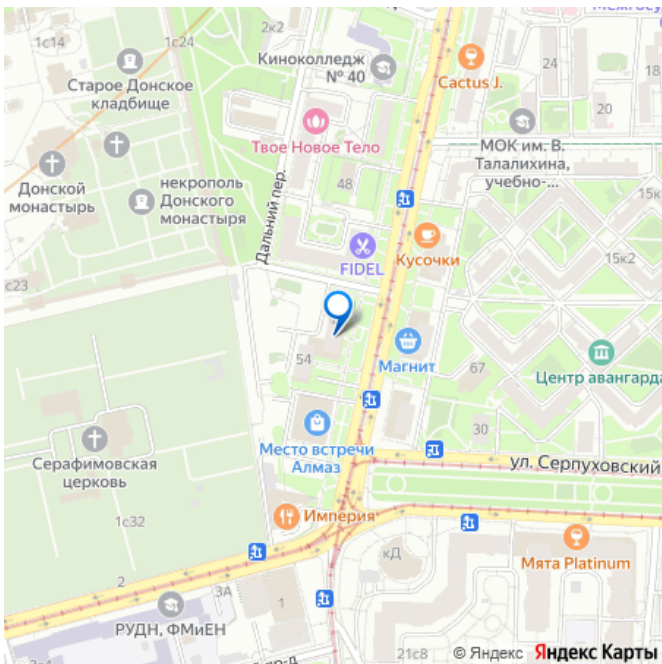 1с14
1с24
2к2
Киноколледж
№ 40
Cactus J.
24
20
Старое Донское
кладбище
Твое Новое Тело
МОК им. В.
Талалихина,
учебно-...
Донской
монастырь
некрополь
Донского
монастыря
48
Дальний пер.
15к
FIDEL
Кусочки
15к2
с23
54
Магнит
67
Центр авангарда
30
Место встречи
Алмаз
ул. Серпуховский
Серафимовская
церковь
Империя
1с32
кД
Мята Platinum
2
3А
1
РУДН, ФМиЕН
21с8
© Яндекс Яндекс Карты